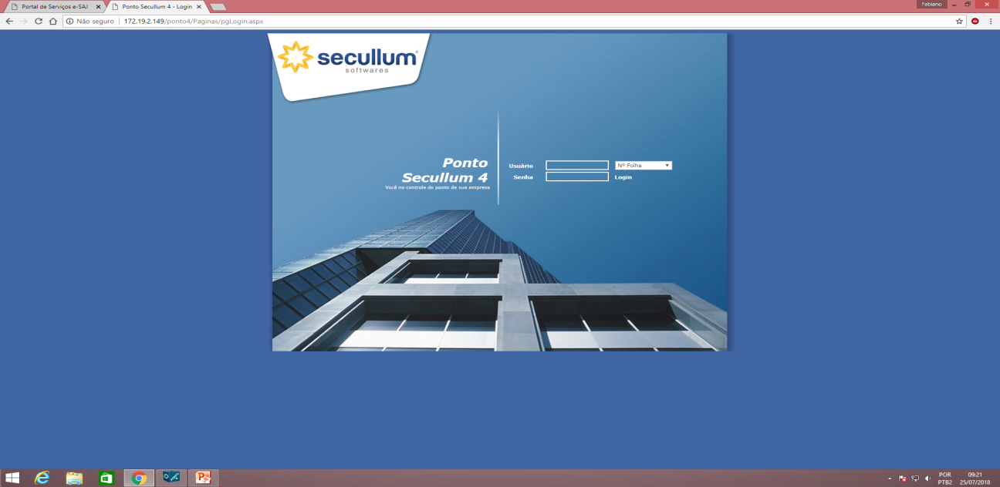 Portal de Serviços e-SAJ
Ponto Secullum 4 - Login
Fabiano
Não seguro
172.19.2.149/ponto4/Paginas/pgLogin.aspx
secullum
softwares
Ponto
Secullum 4
Você no controle do ponto de sua empresa
Usuário
Nº Folha
Senha
Login
POR
PTB2
09:21
25/07/2018